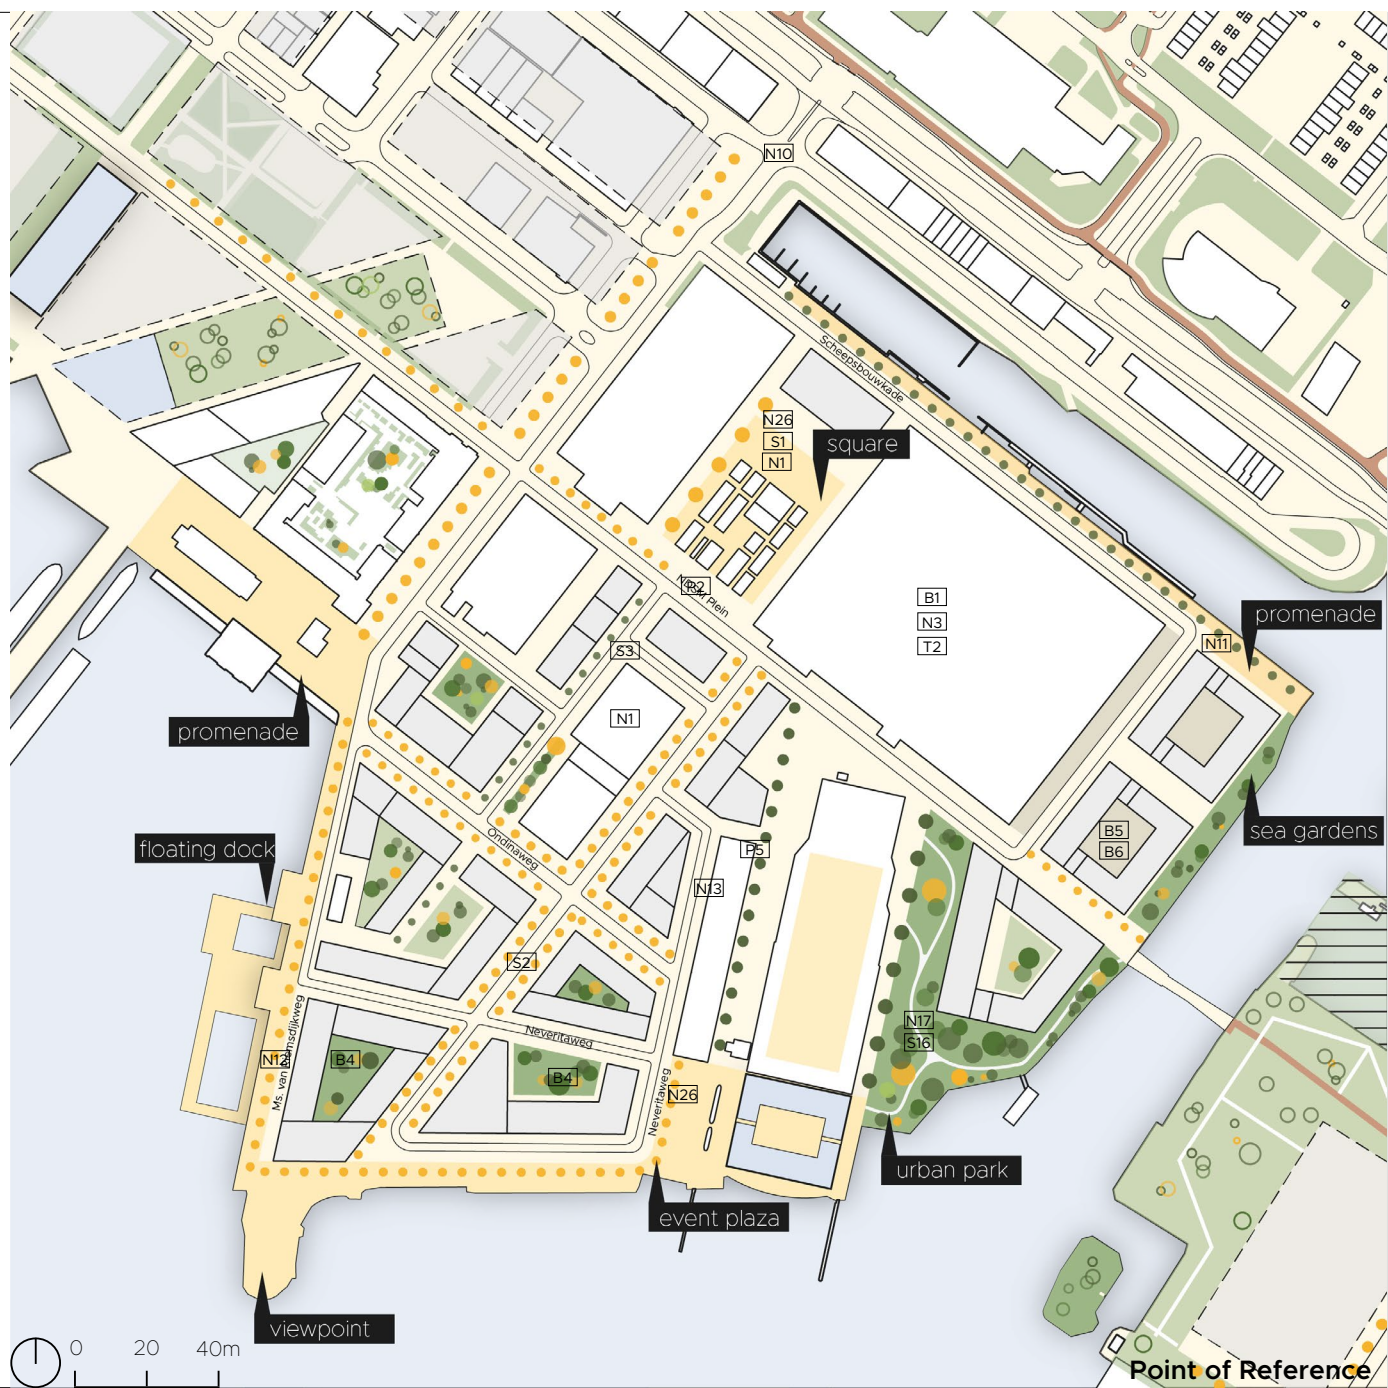 N10
Scheepsbouwkade
N26
S1
N1
square
Plein
B1
N3
T2
promenade
N11
S3
N1
promenade
B5
B6
sea gardens
floating dock
Ondinaweg
P5
N13
S2
N17
S16
Neveritaweg
N12
B4
B4
N26
Neveritaweg
urban park
event plaza
viewpoint
0 20 40m
Point of Reference